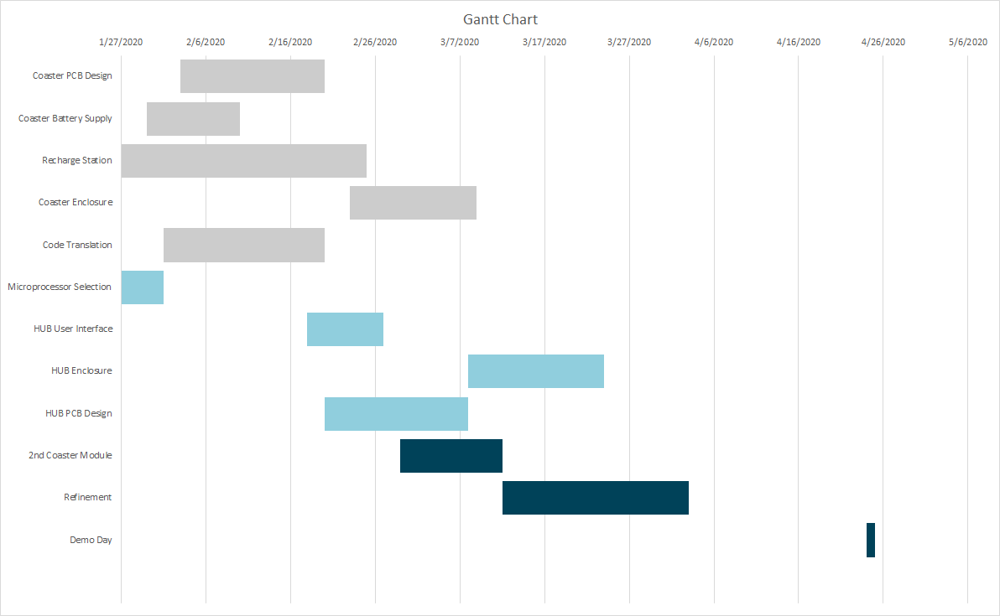 Gantt Chart
1/27/2020 2/6/2020 2/16/2020 2/26/2020 3/7/2020 3/17/2020 3/27/2020 4/6/2020 4/16/2020 4/26/2020 5/6/2020
Coaster PCB Design
Coaster Battery Supply
Recharge Station
Coaster Enclosure
Code Translation
Microprocessor Selection
HUB User Interface
HUB Enclosure
HUB PCB Design
2nd Coaster Module
Refinement
Demo Day